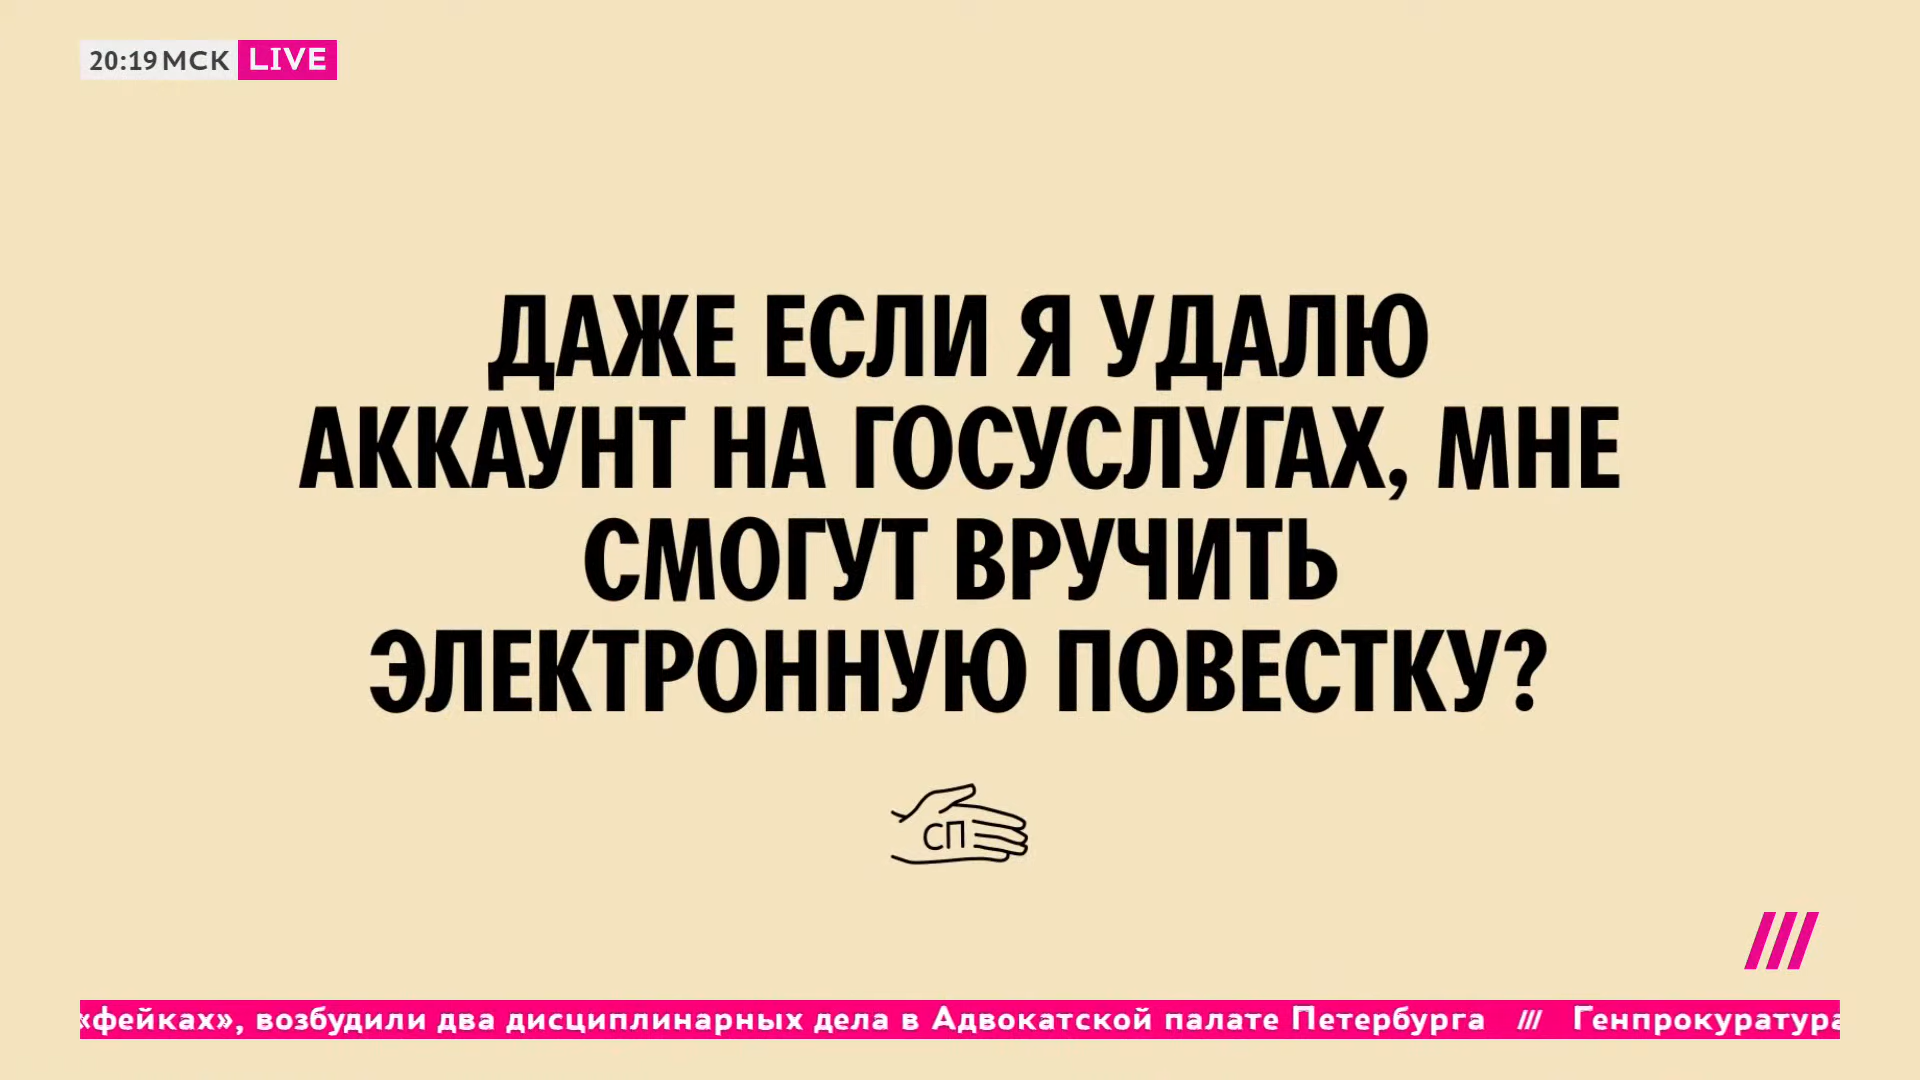 20:19 МСК LIVE
ДАЖЕ ЕСЛИ Я УДАЛЮ
АККАУНТ НА ГОСУСЛУГАХ, МНЕ
СМОГУТ ВРУЧИТЬ
ЭЛЕКТРОННУЮ ПОВЕСТКУ?
СП
«фейках», возбудили два дисциплинарных дела в Адвокатской палате Петербурга /// Генпрокуратура